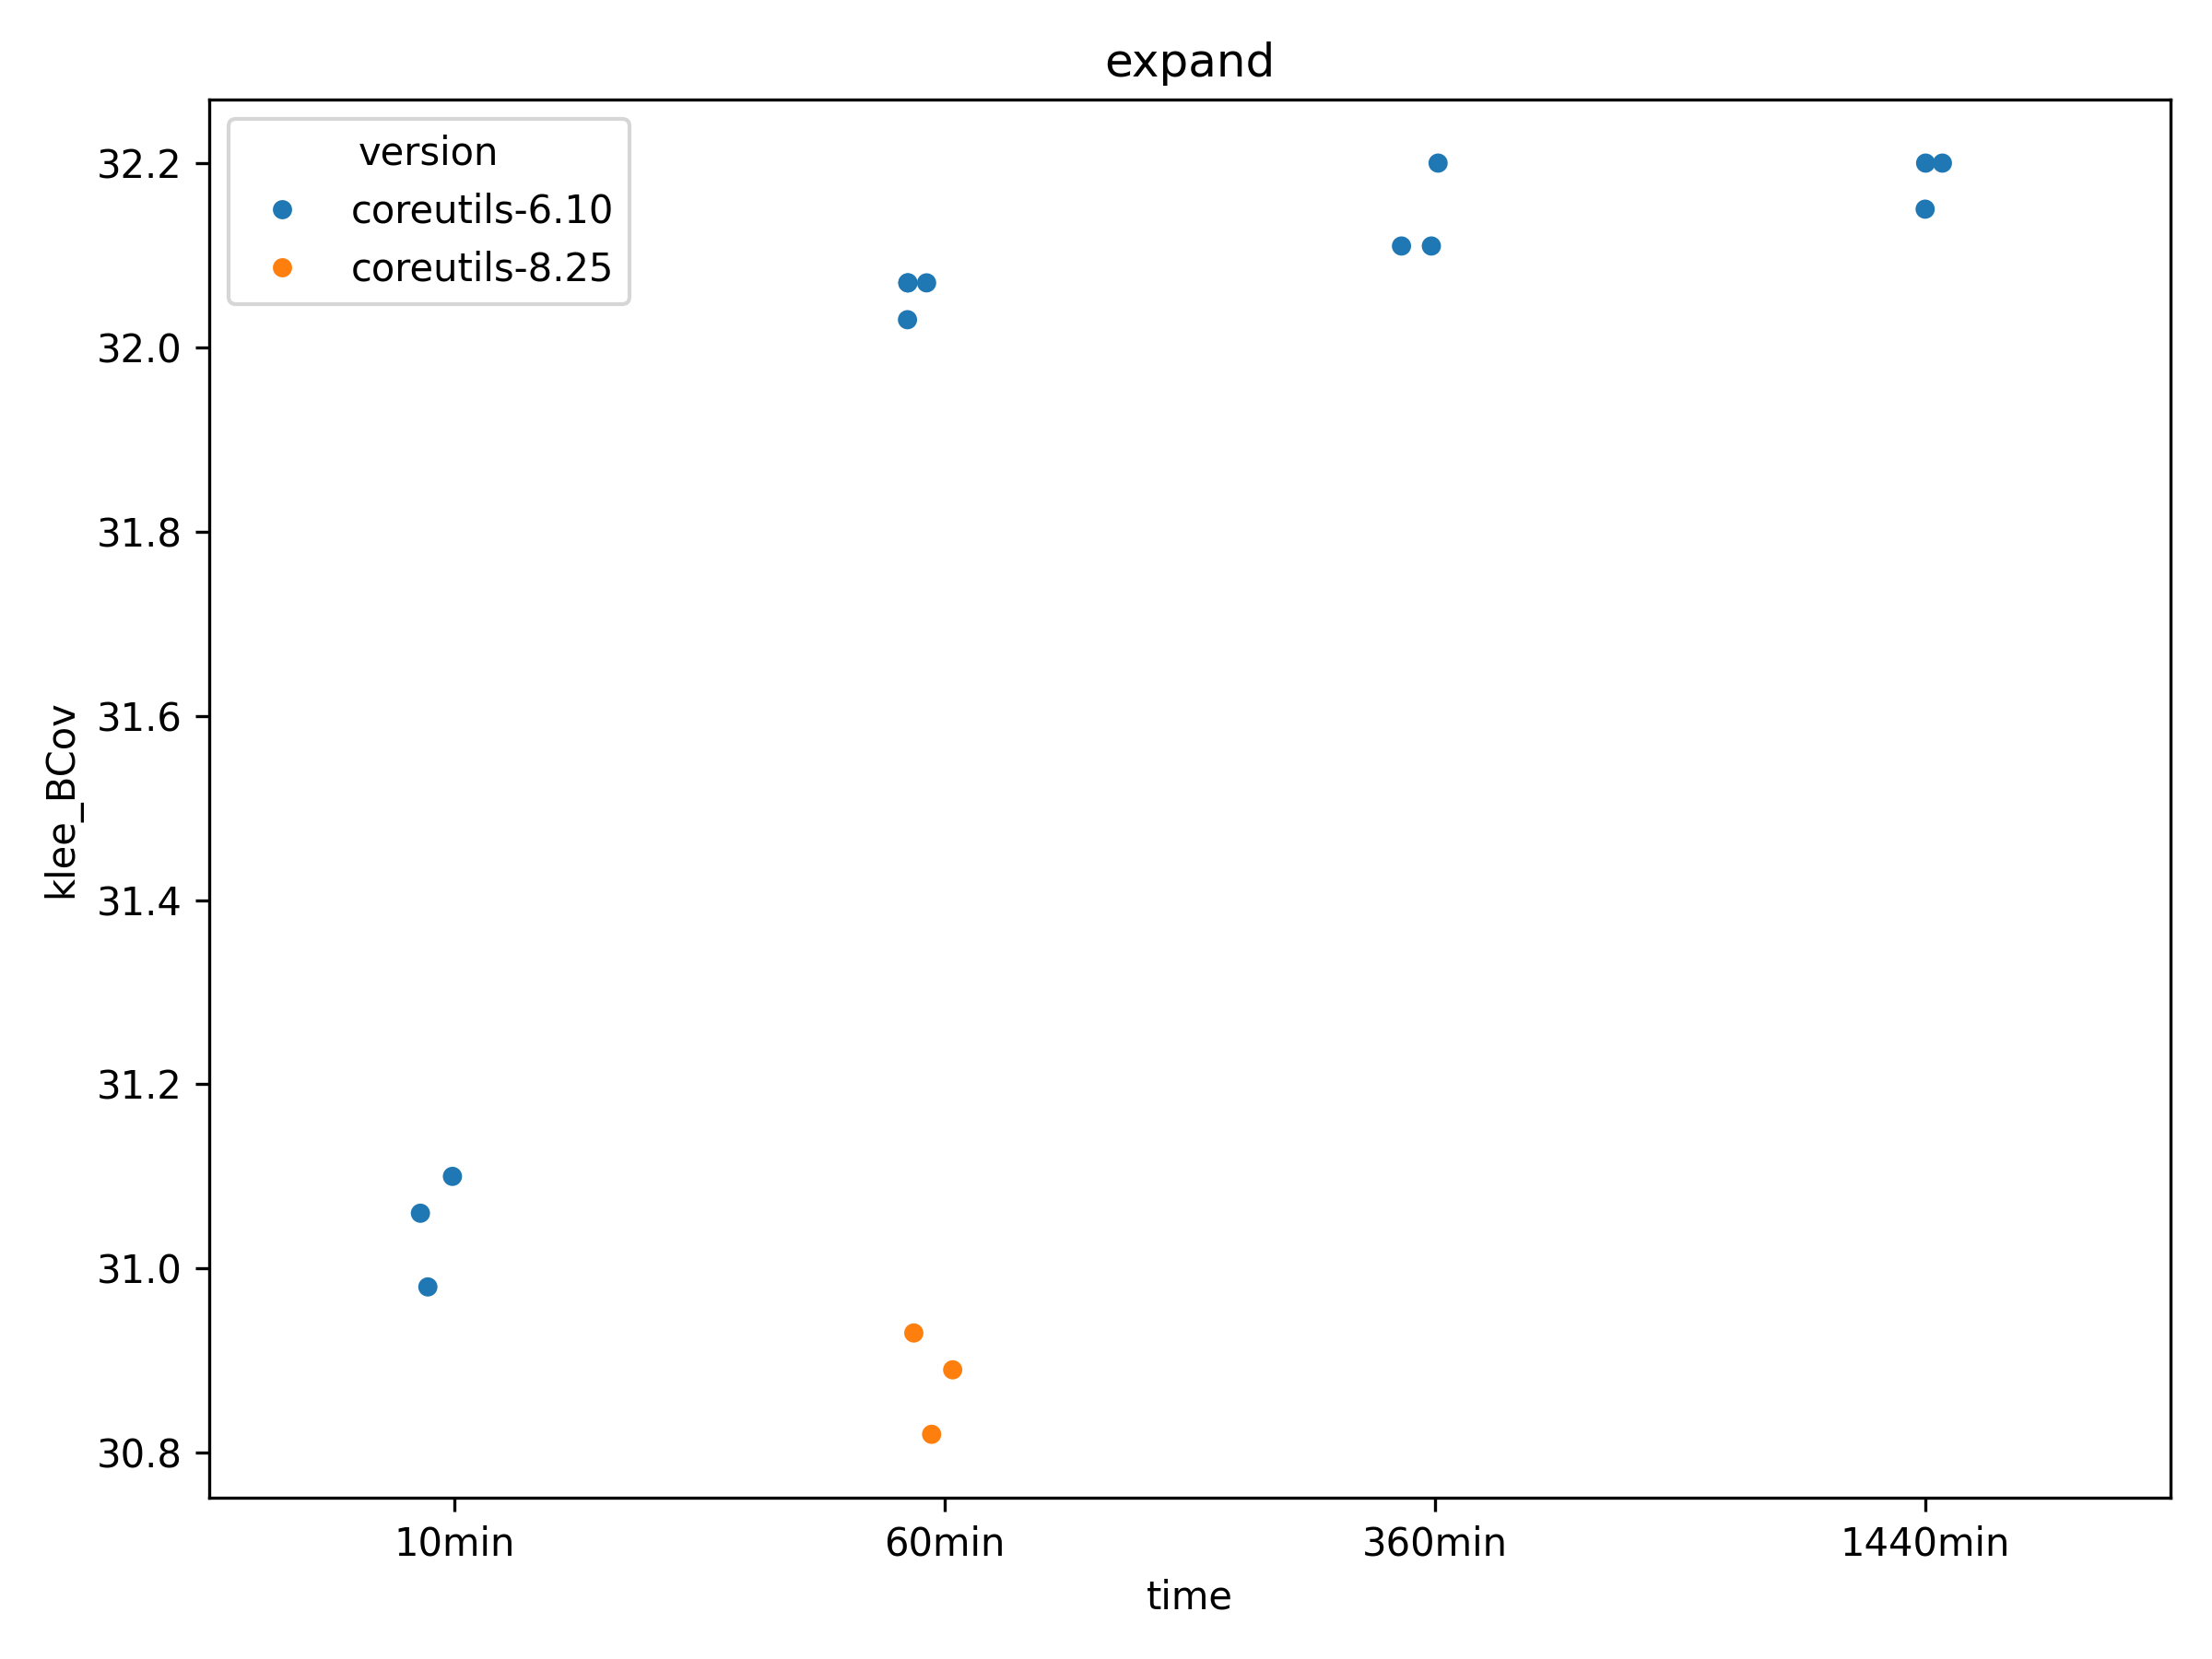 expand
version
coreutils-6.10
coreutils-8.25
klee_BCov
32.2
32.0
31.8
31.6
31.4
31.2
31.0
30.8
10min
60min
360min
1440min
time